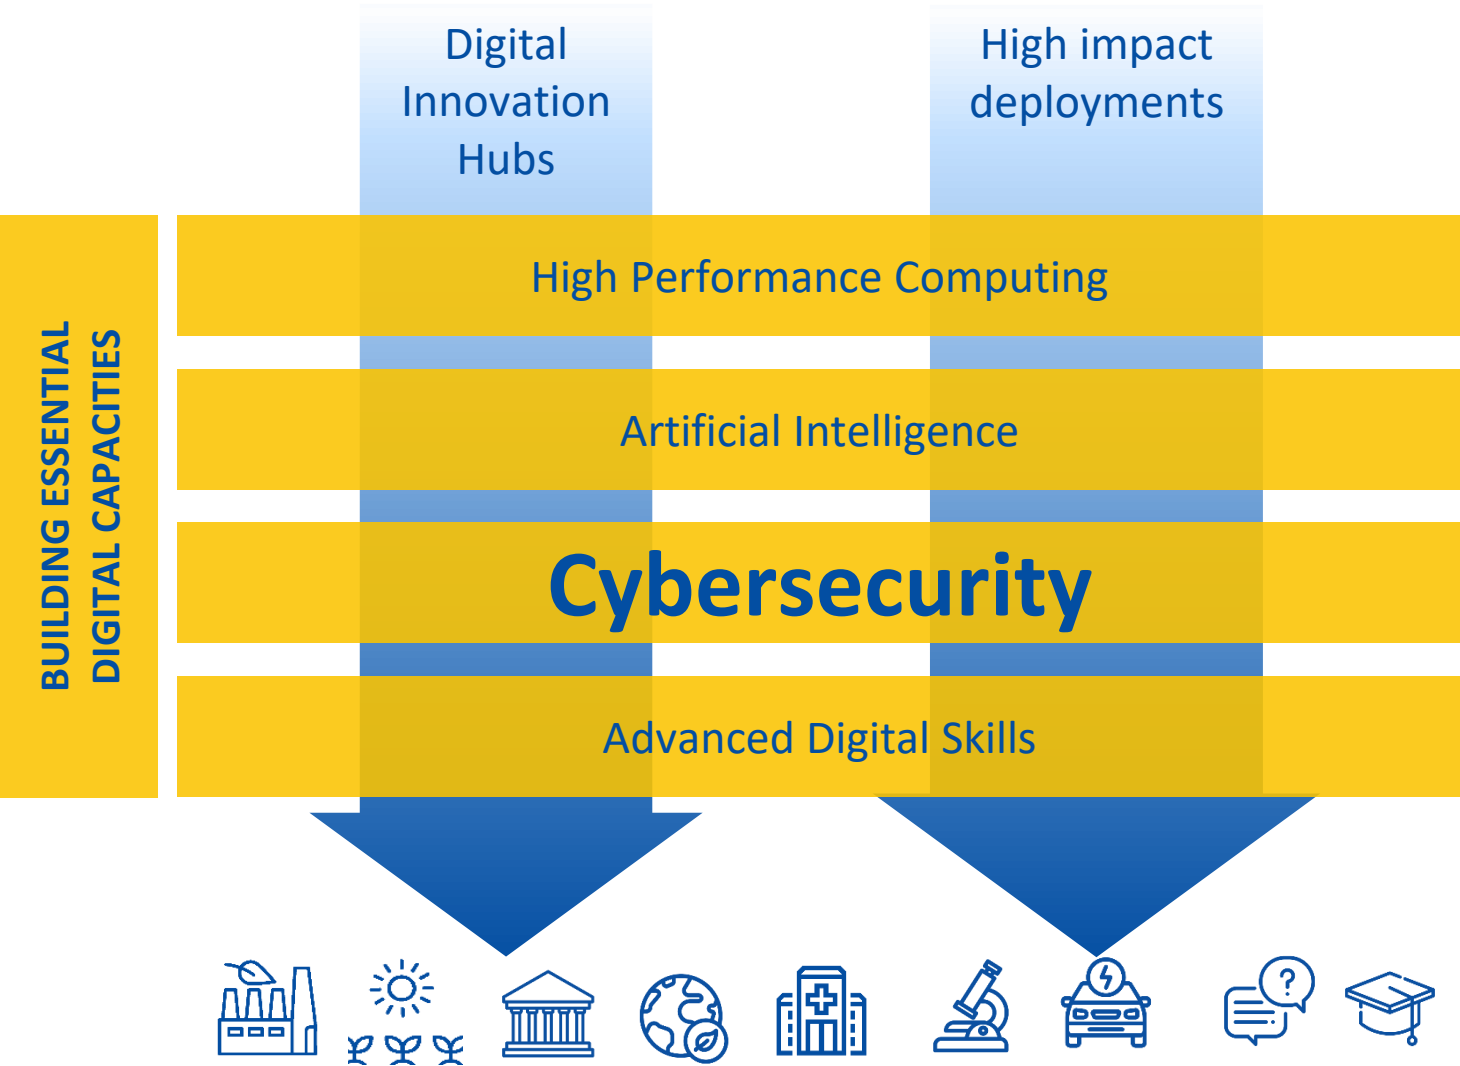 Digital
Innovation
Hubs
High impact
deployments
BUILDING ESSENTIAL
DIGITAL CAPACITIES
High Performance Computing
Artificial Intelligence
Cybersecurity
Advanced Digital Skills
?